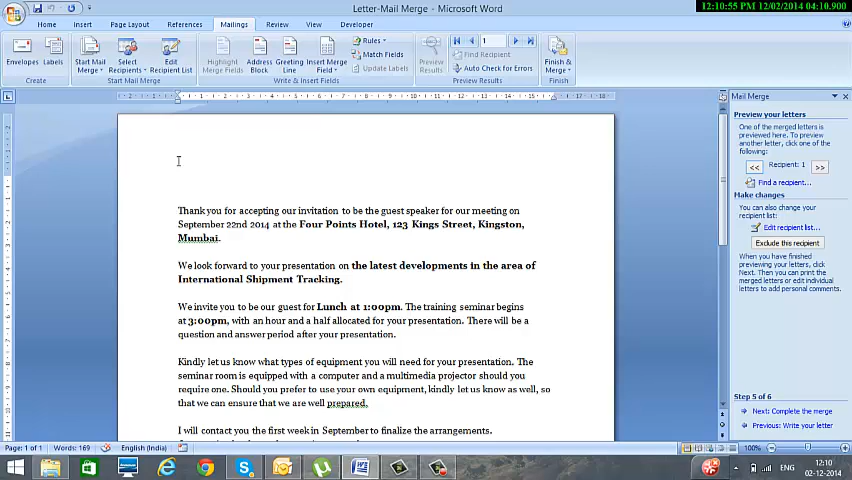 Letter-Mail Merge - Microsoft Word
12:10:55 PM 12/02/2014 04:10.900
Home Insert Page Layout References Mailings Review View Developer
Envelopes Labels
Create
Start Mail Merge Select Recipients Edit Recipient List
Start Mail Merge
Highlight Merge Fields Address Block Greeting Line Insert Merge Field
Rules
Match Fields
Update Labels
Write & Insert Fields
Preview Results
1
Find Recipient
Auto Check for Errors
Preview Results
Finish & Merge
Finish
Thank you for accepting our invitation to be the guest speaker for our meeting on
September 22nd 2014 at the Four Points Hotel, 123 Kings Street, Kingston,
Mumbai.
We look forward to your presentation on the latest developments in the area of
International Shipment Tracking.
We invite you to be our guest for Lunch at 1:00pm. The training seminar begins
at 3:00pm, with an hour and a half allocated for your presentation. There will be a
question and answer period after your presentation.
Kindly let us know what types of equipment you will need for your presentation. The
seminar room is equipped with a computer and a multimedia projector should you
require one. Should you prefer to use your own equipment, kindly let us know as well, so
that we can ensure that we are well prepared,
I will contact you the first week in September to finalize the arrangements.
Mail Merge
Preview your letters
One of the merged letters is
previewed here. To preview
another letter, click one of the
following:
<< Recipient: 1 >>
Find a recipient...
Make changes
You can also change your
recipient list:
Edit recipient list...
Exclude this recipient
When you have finished
previewing your letters, click
Next. Then you can print the
merged letters or edit individual
letters to add personal comments.
Step 5 of 6
Next: Complete the merge
Previous: Write your letter
Page: 1 of 1 Words: 169 English (India)
100%
ENG
12:10
02-12-2014